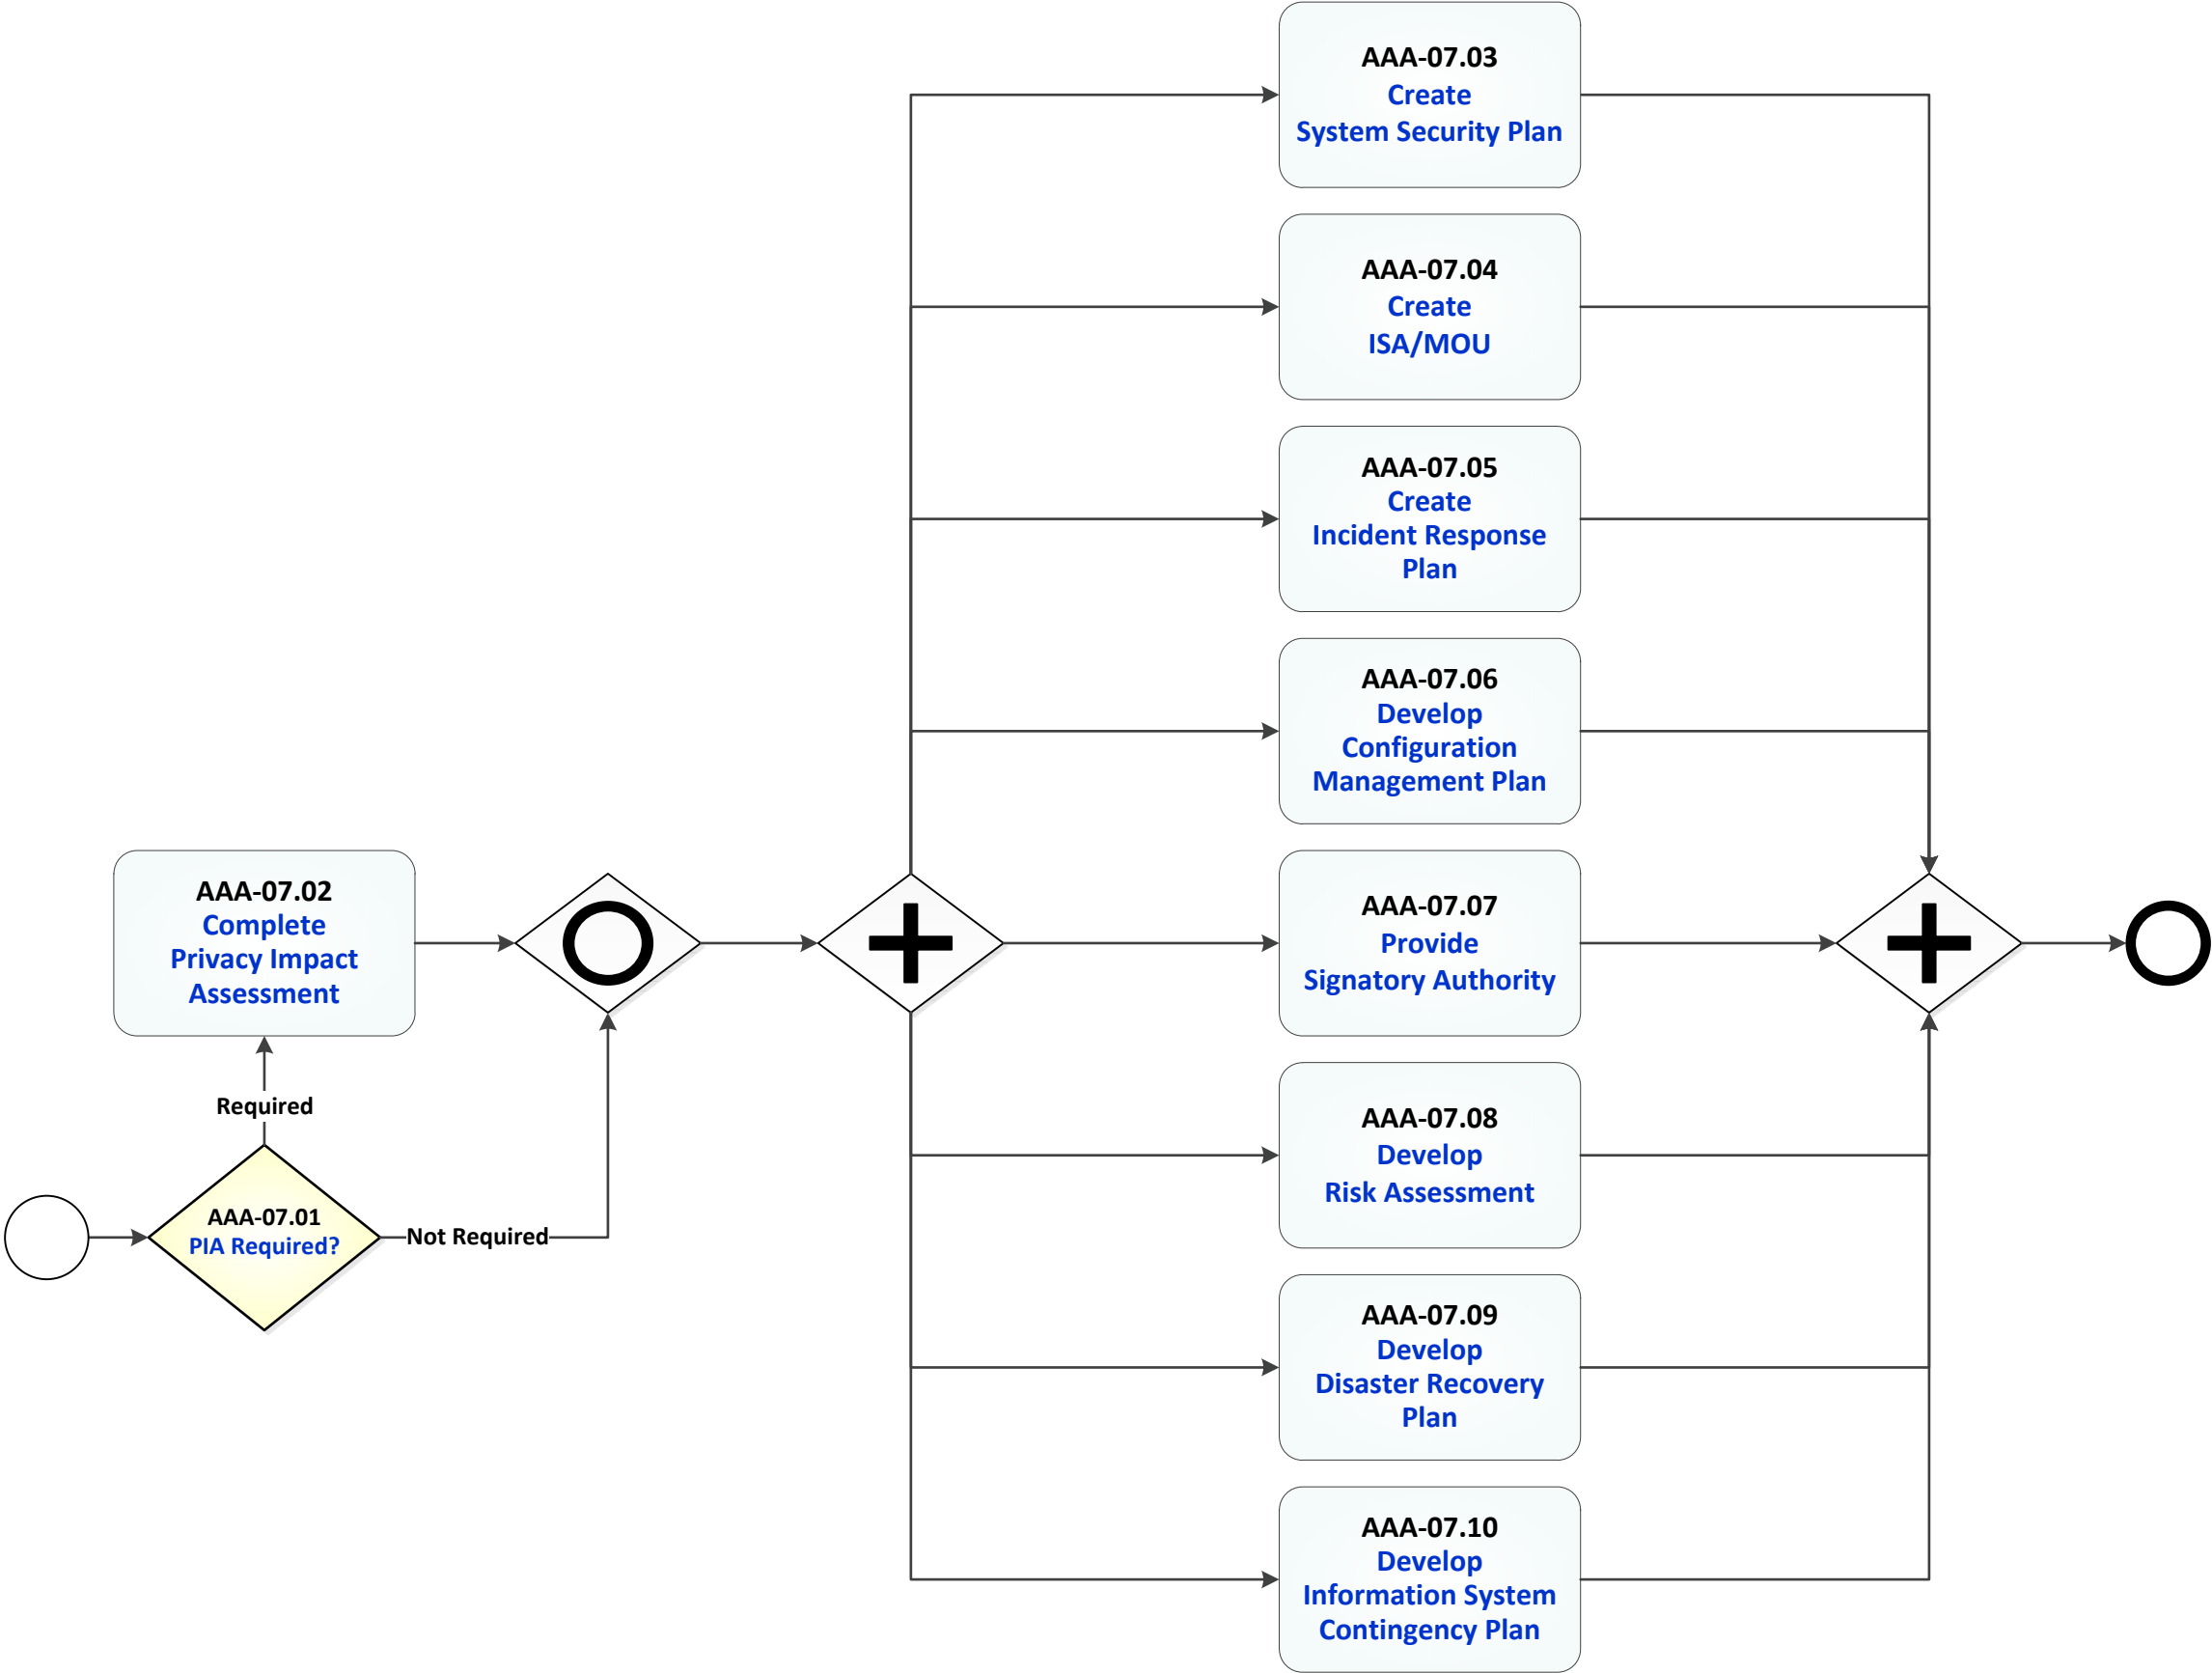 AAA-07.03
Create
System Security Plan
AAA-07.04
Create
ISA/MOU
AAA-07.05
Create
Incident Response
Plan
AAA-07.06
Develop
Configuration
Management Plan
AAA-07.02
Complete
Privacy Impact
Assessment
AAA-07.07
Provide
Signatory Authority
Required
AAA-07.01
PIA Required?
Not Required
AAA-07.08
Develop
Risk Assessment
AAA-07.09
Develop
Disaster Recovery
Plan
AAA-07.10
Develop
Information System
Contingency Plan